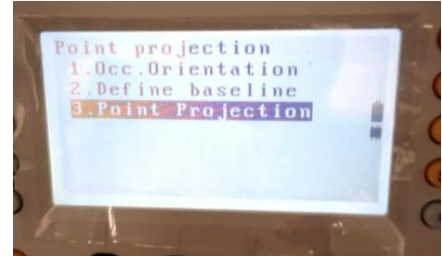 Point projection
1.Occ.Orientation
2.Define baseline
3.Point Projection